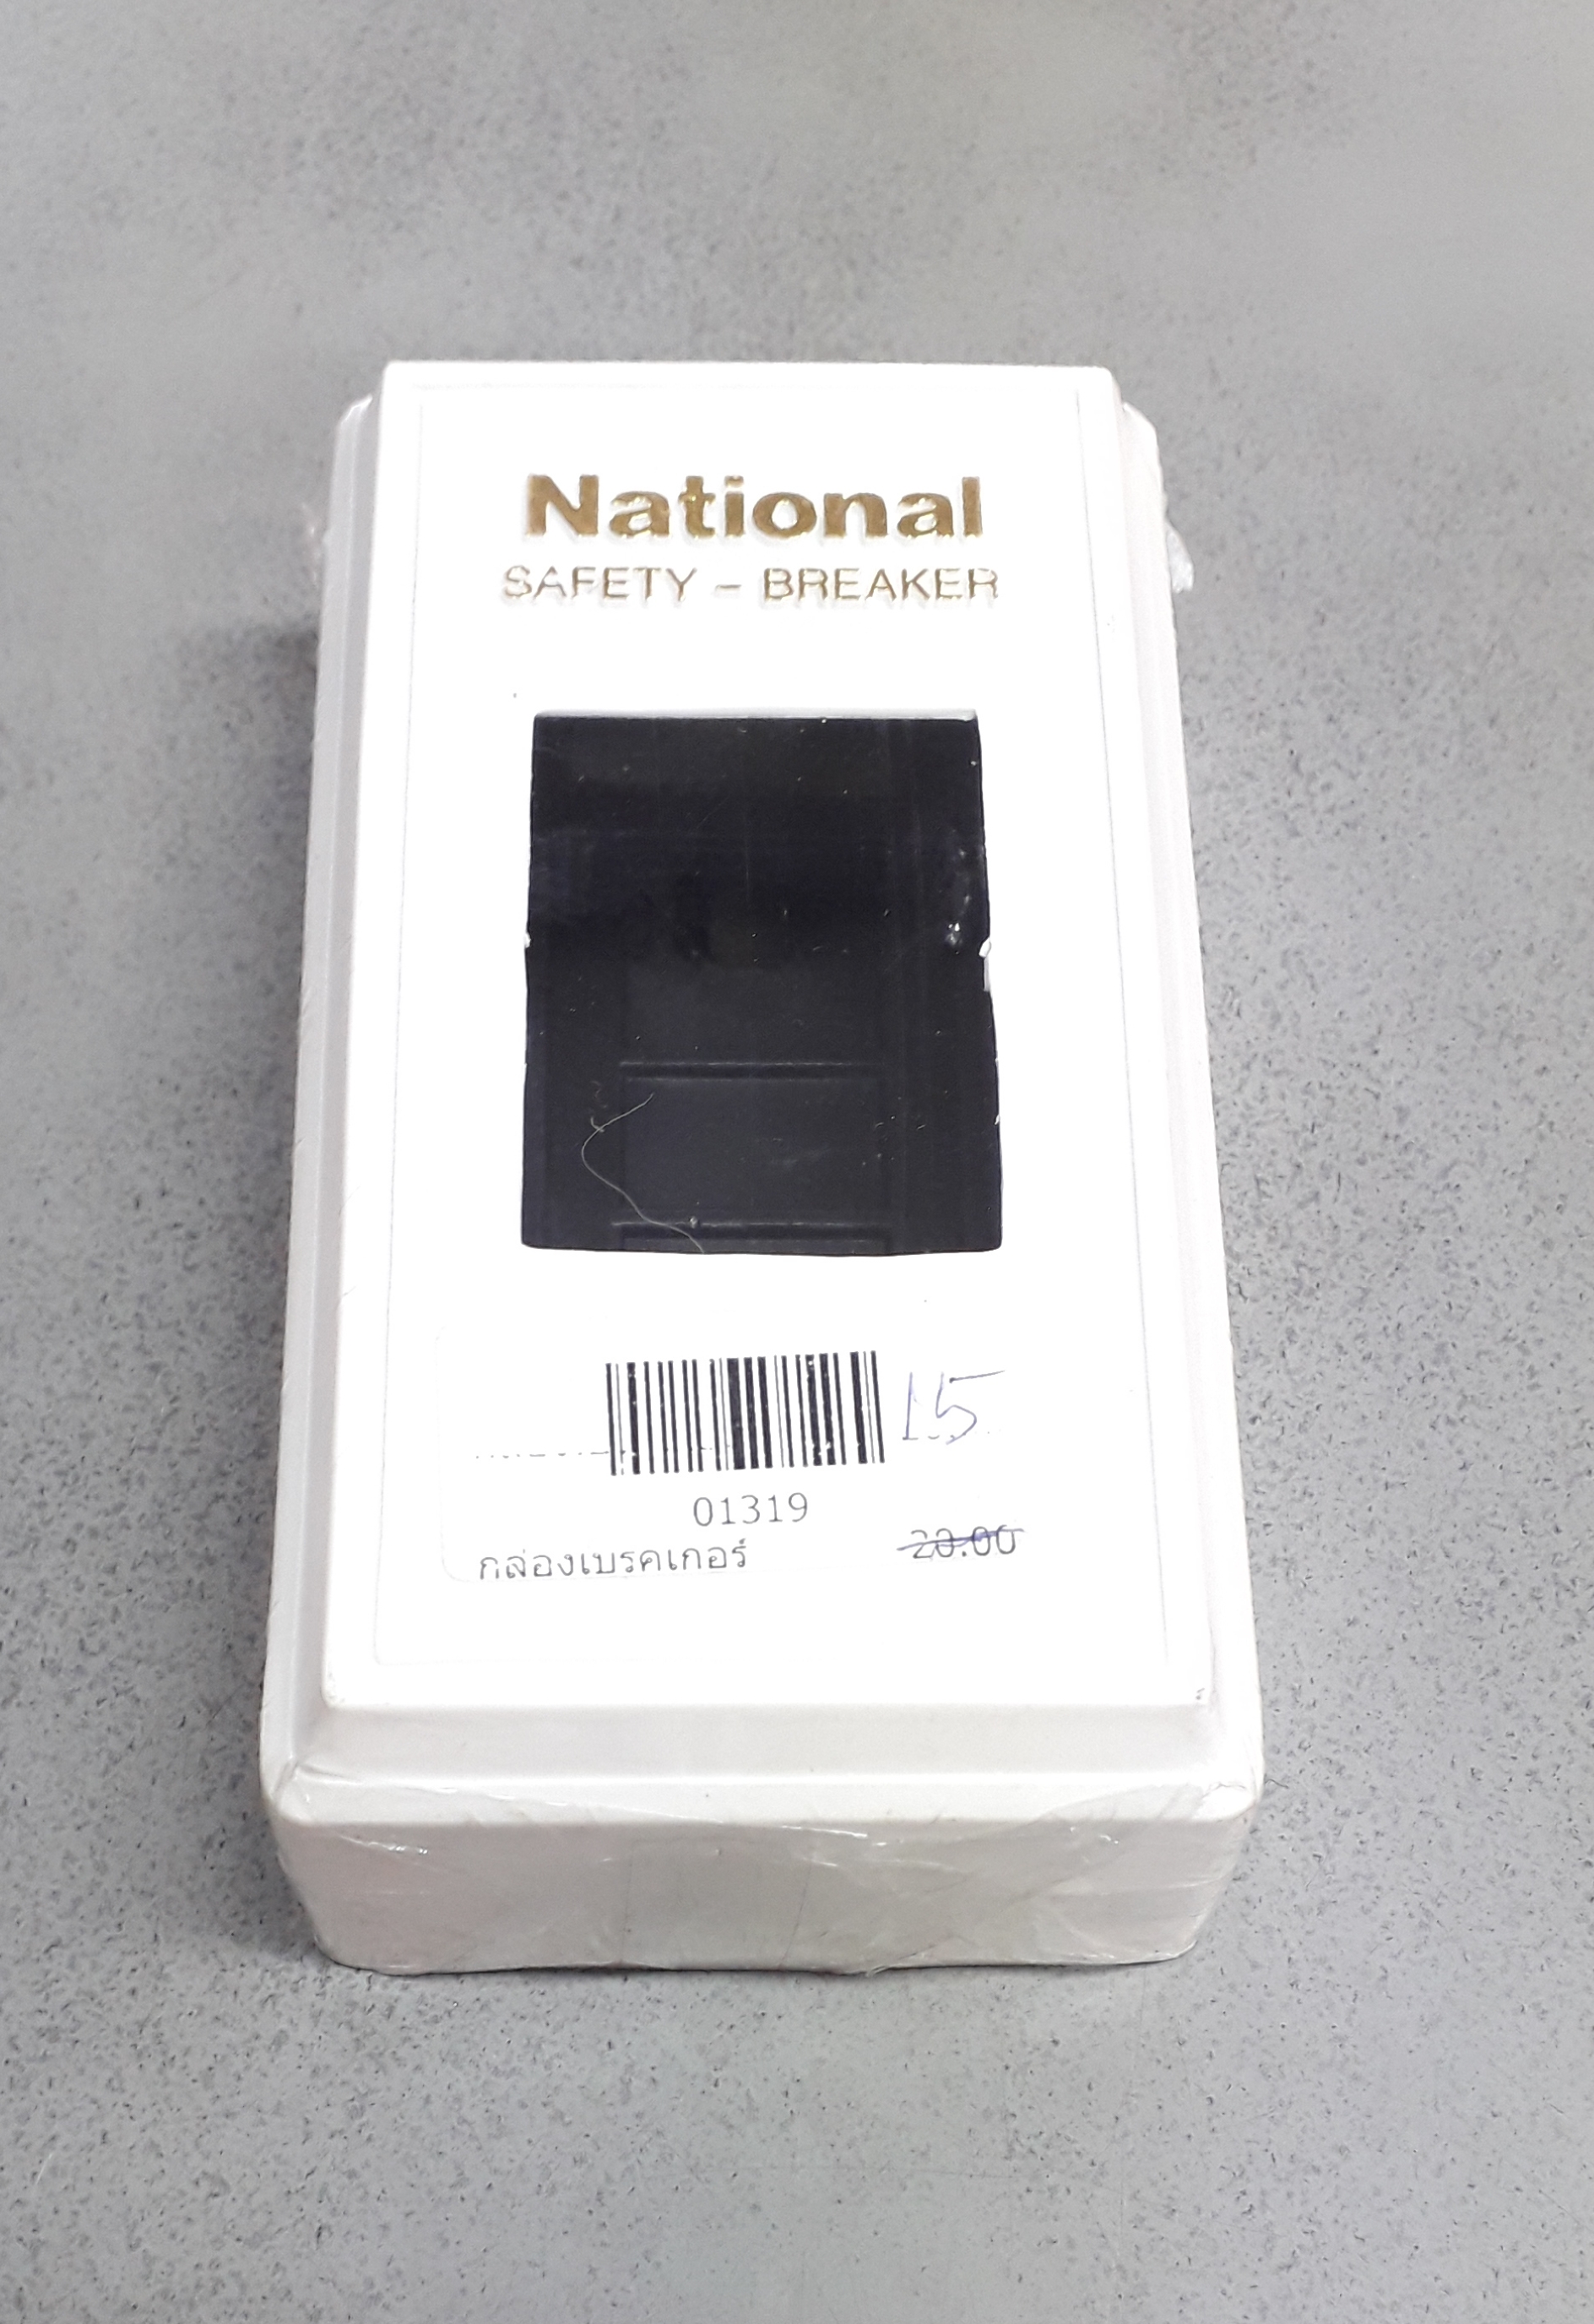 National
SAFETY – BREAKER
15
01319
กล่องเบรคเกอร์ 20.00